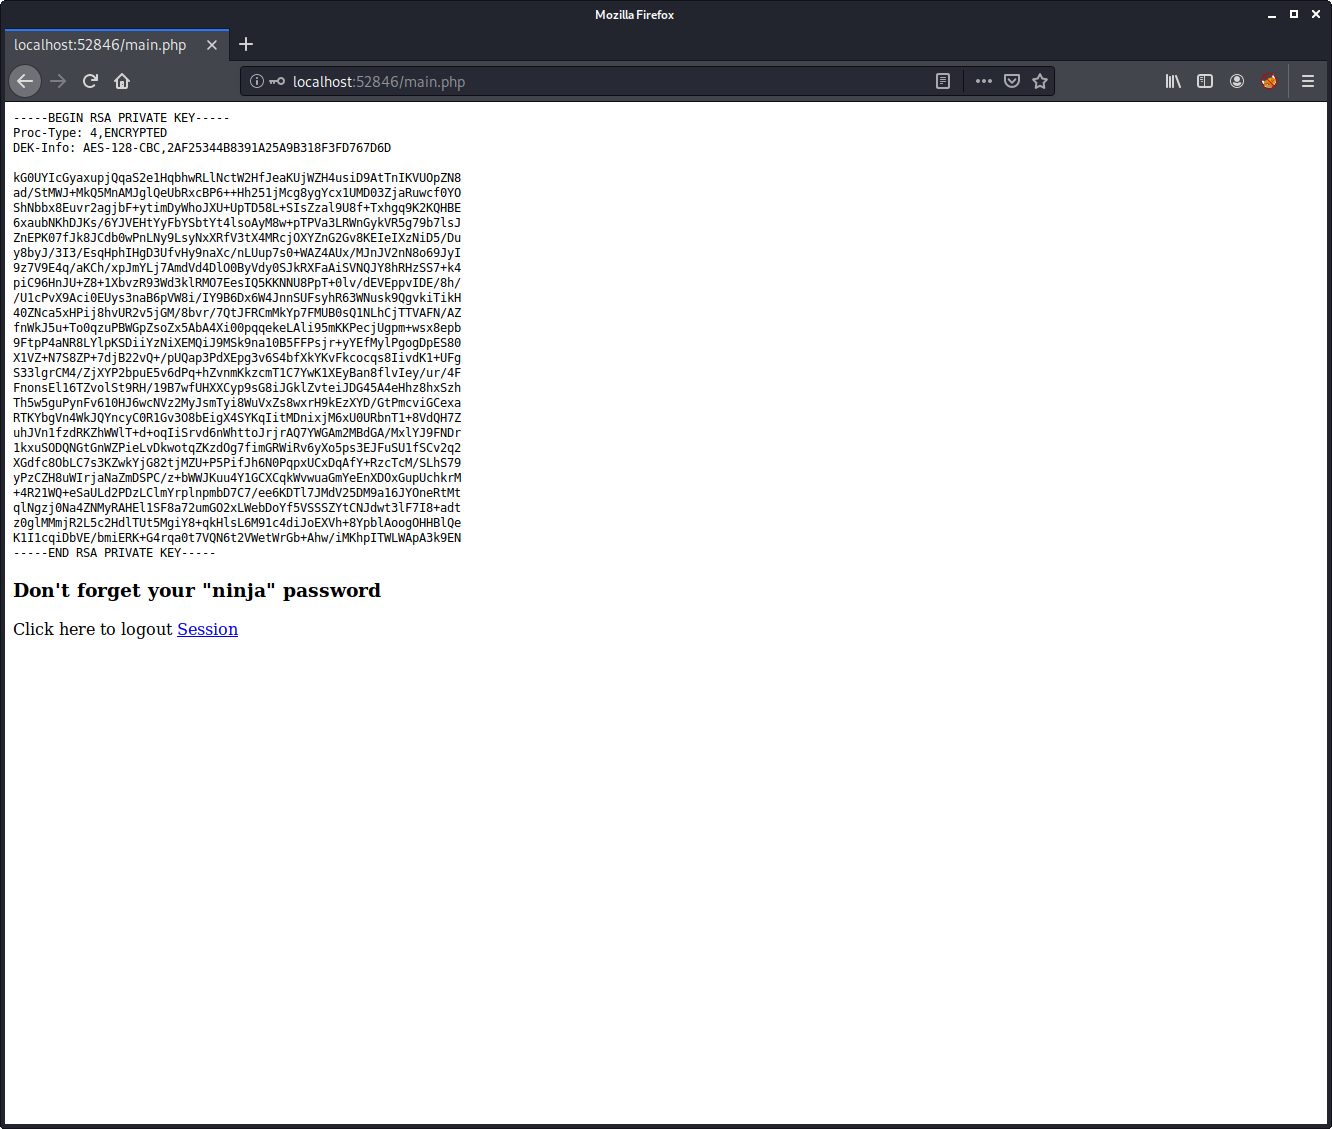 Mozilla Firefox
localhost:52846/main.php
localhost:52846/main.php
-----BEGIN RSA PRIVATE KEY-----
Proc-Type: 4,ENCRYPTED
DEK-Info: AES-128-CBC,2AF25344B8391A25A9B318F3FD767D6D
kG0UYIcGyaxupjQqaS2e1HqbhwRLlNctW2HfJeaKUjWZH4usiD9AtTnIKVUOpZN8
ad/StMWJ+MkQ5MnAMJglQeUbRxcBP6++Hh251jMcg8ygYcx1UMD03ZjaRuwcf0YO
ShNbbx8Euvr2agjbF+ytimDyWhoJXU+UpTD58L+SIsZzal9U8f+Txhgq9K2KQHBE
6xaubNKhDJKs/6YJVEHtYyFbYSbtYt4lsoAyM8w+pTPVa3LRWnGykVR5g79b7lsJ
ZnEPK07fJk8JCdb0wPnLNy9LsyNxXRfV3tX4MRcjOXYZnG2Gv8KEIeIXzNiD5/Du
y8byJ/3I3/EsqHphIHgD3UfvHy9naXc/nLUup7s0+WAZ4AUx/MJnJV2nN8o69JyI
9z7V9E4q/aKCh/xpJmYLj7AmdVd4DlO0ByVdy0SJkRXFaAiSVNQJY8hRHzSS7+k4
piC96HnJU+Z8+1XbvzR93Wd3klRMO7EesIQ5KKNNU8PpT+0lv/dEVEppvIDE/8h/
/U1cPvX9Aci0EUys3naB6pVW8i/IY9B6Dx6W4JnnSUFsyhR63WNusk9QgvkiTikH
40ZNca5xHPij8hvUR2v5jGM/8bvr/7QtJFRCmMkYp7FMUB0sQ1NLhCjTTVAFN/AZ
fnWkJ5u+To0qzuPBWGpZsoZx5AbA4Xi00pqqekeLAli95mKKPecjUgpm+wsx8epb
9FtpP4aNR8LYlpKSDiiYzNiXEMQiJ9MSk9na10B5FFPsjr+yYEfMylPgogDpES80
X1VZ+N7S8ZP+7djB22vQ+/pUQap3PdXEpg3v6S4bfXkYKvFkcocqs8IivdK1+UFg
S33lgrCM4/ZjXYP2bpuE5v6dPq+hZvnmKkzcmT1C7YwK1XEyBan8flvIey/ur/4F
FnonsEl16TZvolSt9RH/19B7wfUHXXCyp9sG8iJGklZvteiJDG45A4eHhz8hxSzh
Th5w5guPynFv610HJ6wcNVz2MyJsmTyi8WuVxZs8wxrH9kEzXYD/GtPmcviGCexa
RTKYbgVn4WkJQYncyC0R1Gv3O8bEigX4SYKqIitMDnixjM6xU0URbnT1+8VdQH7Z
uhJVn1fzdRKZhWWlT+d+oqIiSrvd6nWhttoJrjrAQ7YWGAm2MBdGA/MxlYJ9FNDr
1kxuSODQNGtGnWZPieLvDkwotqZKzdOg7fimGRWiRv6yXo5ps3EJFuSU1fSCv2q2
XGdfc8ObLC7s3KZwkYjG82tjMZU+P5PifJh6N0PqpxUCxDqAfY+RzcTcM/SLhS79
yPzCZH8uWIrjaNaZmDSPC/z+bWWJKuu4Y1GCXCqkWvwuaGmYeEnXDOxGupUchkrM
+4R21WQ+eSaULd2PDzLClmYrplnpmbD7C7/ee6KDTl7JMdV25DM9a16JYOneRtMt
qlNgzj0Na4ZNMyRAHEl1SF8a72umGO2xLWebDoYf5VSSSZYtCNJdwt3lF7I8+adt
z0glMMmjR2L5c2HdlTUt5MgiY8+qkHlsL6M91c4diJoEXVh+8YpblAoogOHHBlQe
K1I1cqiDbVE/bmiERK+G4rqa0t7VQN6t2VWetWrGb+Ahw/iMKhpITWLWApA3k9EN
-----END RSA PRIVATE KEY-----
Don't forget your "ninja" password
Click here to logout Session